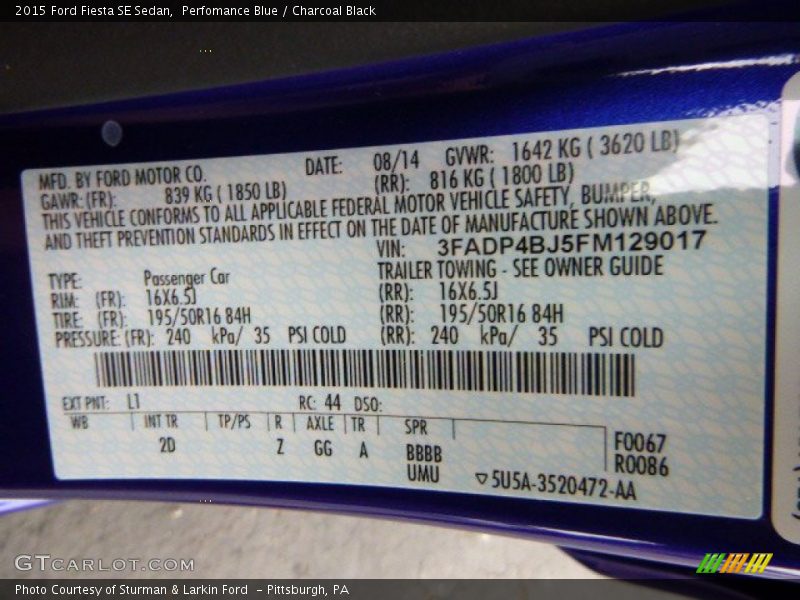 2015 Ford Fiesta SE Sedan,  Perfomance Blue / Charcoal Black
MFD. BY FORD MOTOR CO. DATE: 08/14 GVWR: 1642 KG ( 3620 LB)
GAWR: (FR): 839 KG ( 1850 LB) (RR): 816 KG ( 1800 LB)
THIS VEHICLE CONFORMS TO ALL APPLICABLE FEDERAL MOTOR VEHICLE SAFETY, BUMPER,
AND THEFT PREVENTION STANDARDS IN EFFECT ON THE DATE OF MANUFACTURE SHOWN ABOVE.
VIN: 3FADP4BJ5FM129017
TYPE: Passenger Car TRAILER TOWING - SEE OWNER GUIDE
RIM: (FR): 16X6.5J (RR): 16X6.5J
TIRE: (FR): 195/50R16 84H (RR): 195/50R16 84H
PRESSURE: (FR): 240 kPa/ 35 PSI COLD (RR): 240 kPa/ 35 PSI COLD
EXT PNT: L1 RC: 44 DSO:
WB INT TR TP/PS R AXLE TR SPR
2D Z GG A BBBB F0067
UMU R0086
5U5A-3520472-AA
GTCARLOT.COM
Photo Courtesy of Sturman & Larkin Ford  - Pittsburgh, PA